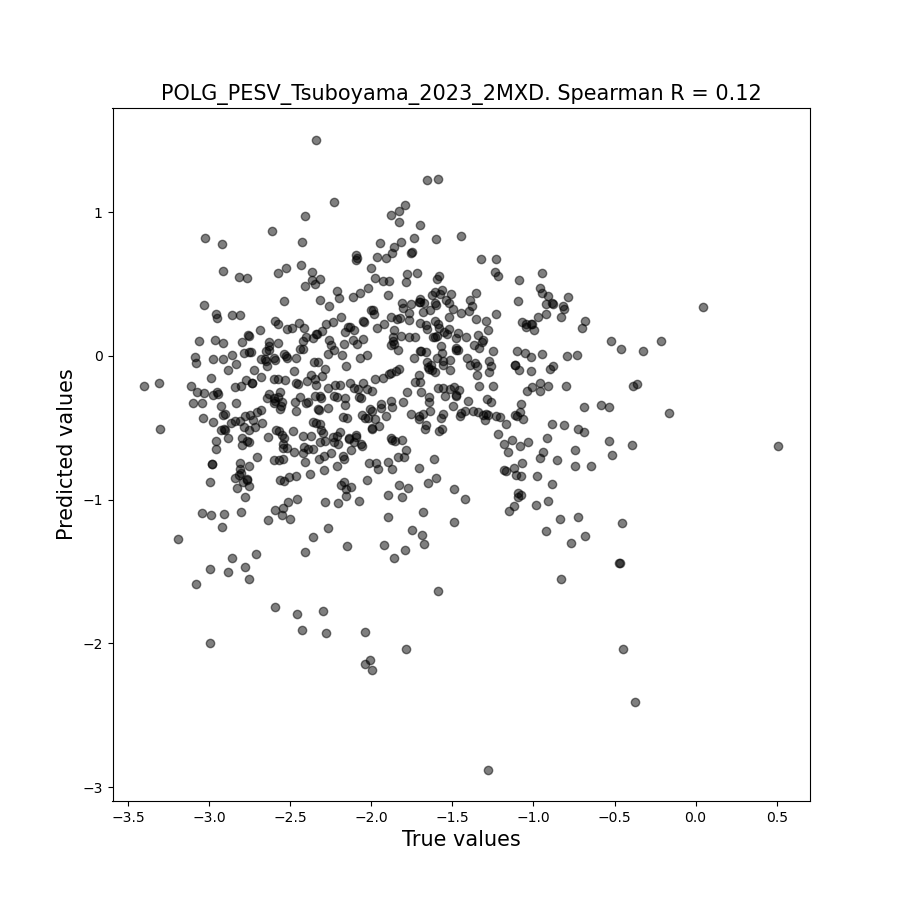 POLG_PESV_Tsuboyama_2023_2MXD. Spearman R = 0.12
Predicted values
1
0
−1
−2
−3
−3.5 −3.0 −2.5 −2.0 −1.5 −1.0 −0.5 0.0 0.5
True values